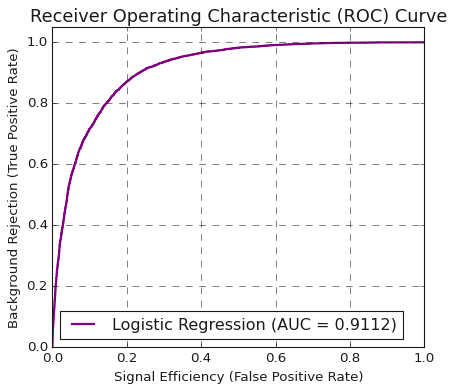 Receiver Operating Characteristic (ROC) Curve
1.0
0.8
0.6
0.4
0.2
0.0
Background Rejection (True Positive Rate)
Logistic Regression (AUC = 0.9112)
0.0 0.2 0.4 0.6 0.8 1.0
Signal Efficiency (False Positive Rate)